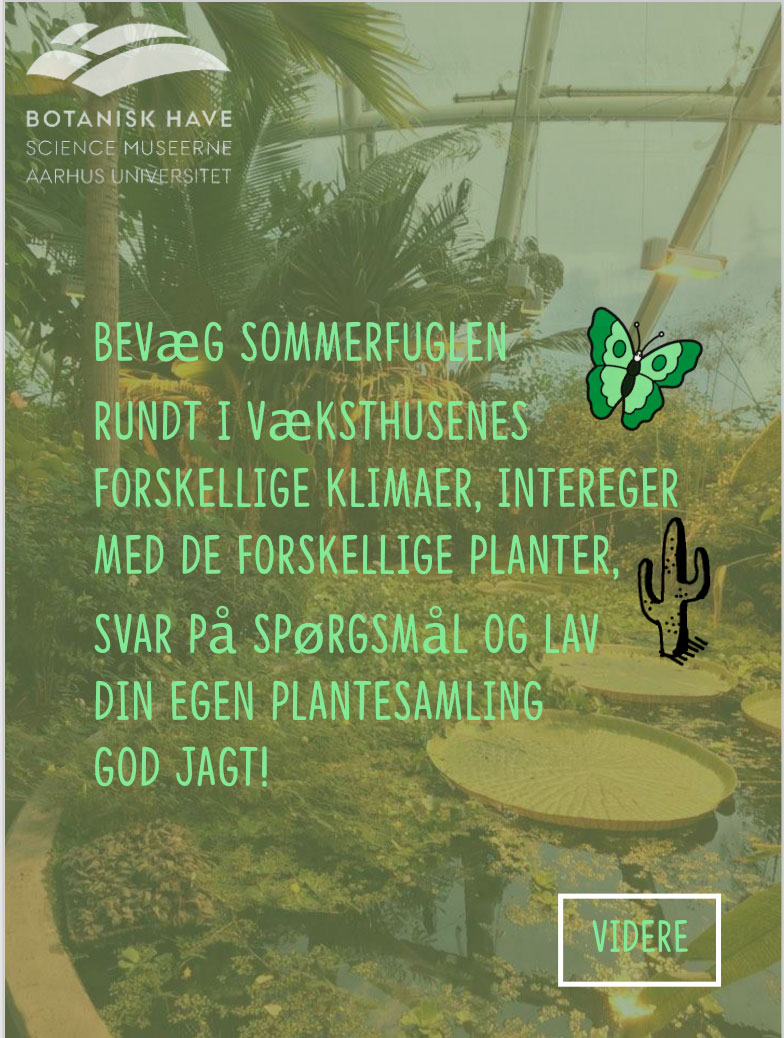 BOTANISK HAVE
SCIENCE MUSEERNE
AARHUS UNIVERSITET
BEVæG SOMMERFUGLEN
RUNDT I VæKSTHUSENES
FORSKELLIGE KLIMAER, INTEREGER
MED DE FORSKELLIGE PLANTER,
SVAR På SPøRGSMåL OG LAV
DIN EGEN PLANTESAMLING
GOD JAGT!
VIDERE